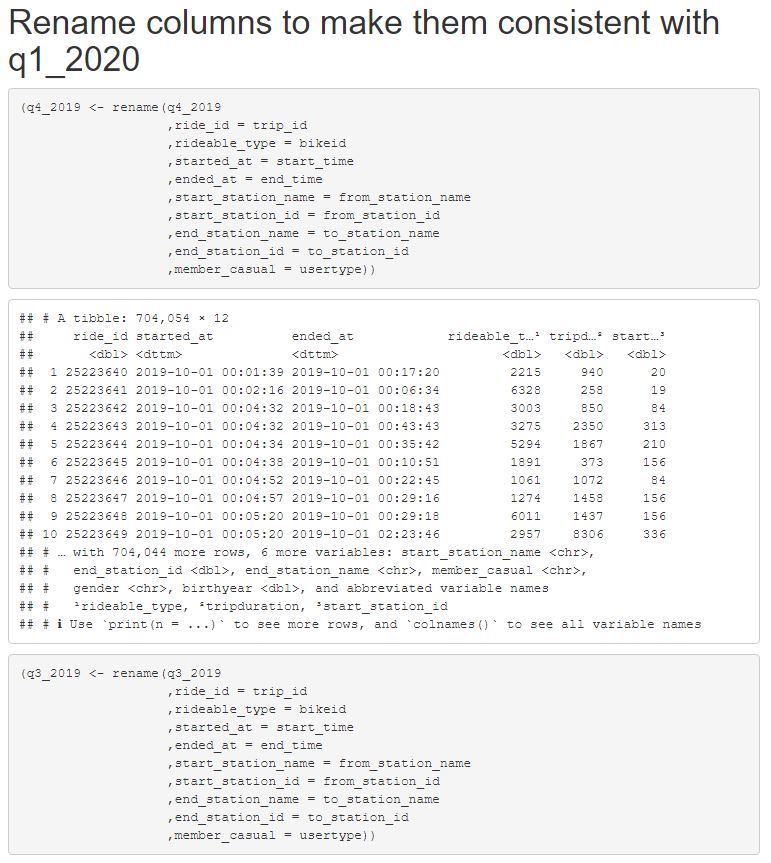 Rename columns to make them consistent with
q1_2020
(q4_2019 <- rename(q4_2019
,ride_id = trip_id
,rideable_type = bikeid
,started_at = start_time
,ended_at = end_time
,start_station_name = from_station_name
,start_station_id = from_station_id
,end_station_name = to_station_name
,end_station_id = to_station_id
,member_casual = usertype))
## # A tibble: 704,054 × 12
## ride_id started_at ended_at rideable_t…¹ tripd…² start…³
## <dbl> <dttm> <dttm> <dbl> <dbl> <dbl>
## 1 25223640 2019-10-01 00:01:39 2019-10-01 00:17:20 2215 940 20
## 2 25223641 2019-10-01 00:02:16 2019-10-01 00:06:34 6328 258 19
## 3 25223642 2019-10-01 00:04:32 2019-10-01 00:18:43 3003 850 84
## 4 25223643 2019-10-01 00:04:32 2019-10-01 00:43:43 3275 2350 313
## 5 25223644 2019-10-01 00:04:34 2019-10-01 00:35:42 5294 1867 210
## 6 25223645 2019-10-01 00:04:38 2019-10-01 00:10:51 1891 373 156
## 7 25223646 2019-10-01 00:04:52 2019-10-01 00:22:45 1061 1072 84
## 8 25223647 2019-10-01 00:04:57 2019-10-01 00:29:16 1274 1458 156
## 9 25223648 2019-10-01 00:05:20 2019-10-01 00:29:18 6011 1437 156
## 10 25223649 2019-10-01 00:05:20 2019-10-01 02:23:46 2957 8306 336
## # … with 704,044 more rows, 6 more variables: start_station_name <chr>,
## # end_station_id <dbl>, end_station_name <chr>, member_casual <chr>,
## # gender <chr>, birthyear <dbl>, and abbreviated variable names
## # ¹rideable_type, ²tripduration, ³start_station_id
## # ℹ Use `print(n = ...)` to see more rows, and `colnames()` to see all variable names
(q3_2019 <- rename(q3_2019
,ride_id = trip_id
,rideable_type = bikeid
,started_at = start_time
,ended_at = end_time
,start_station_name = from_station_name
,start_station_id = from_station_id
,end_station_name = to_station_name
,end_station_id = to_station_id
,member_casual = usertype))